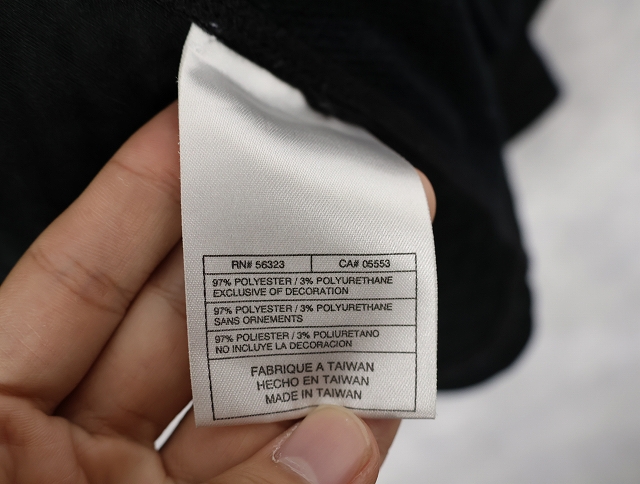 RN# 56323 CA# 05553
97% POLYESTER / 3% POLYURETHANE
EXCLUSIVE OF DECORATION
97% POLYESTER / 3% POLYURETHANE
SANS ORNEMENTS
97% POLIESTER / 3% POLIURETANO
NO INCLUYE LA DECORACION
FABRIQUE A TAIWAN
HECHO EN TAIWAN
MADE IN TAIWAN